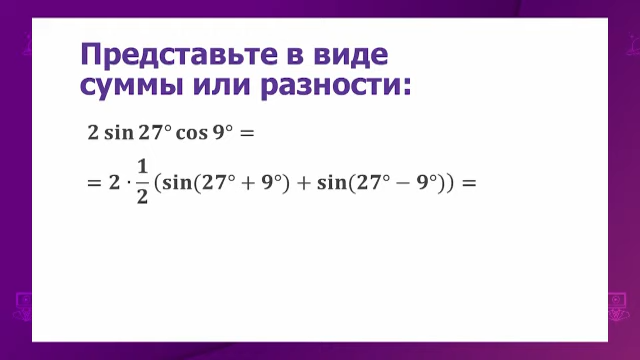 Представьте в виде
суммы или разности:
2 sin 27° cos 9° =
= 2 · 1/2 (sin(27° + 9°) + sin(27° − 9°)) =